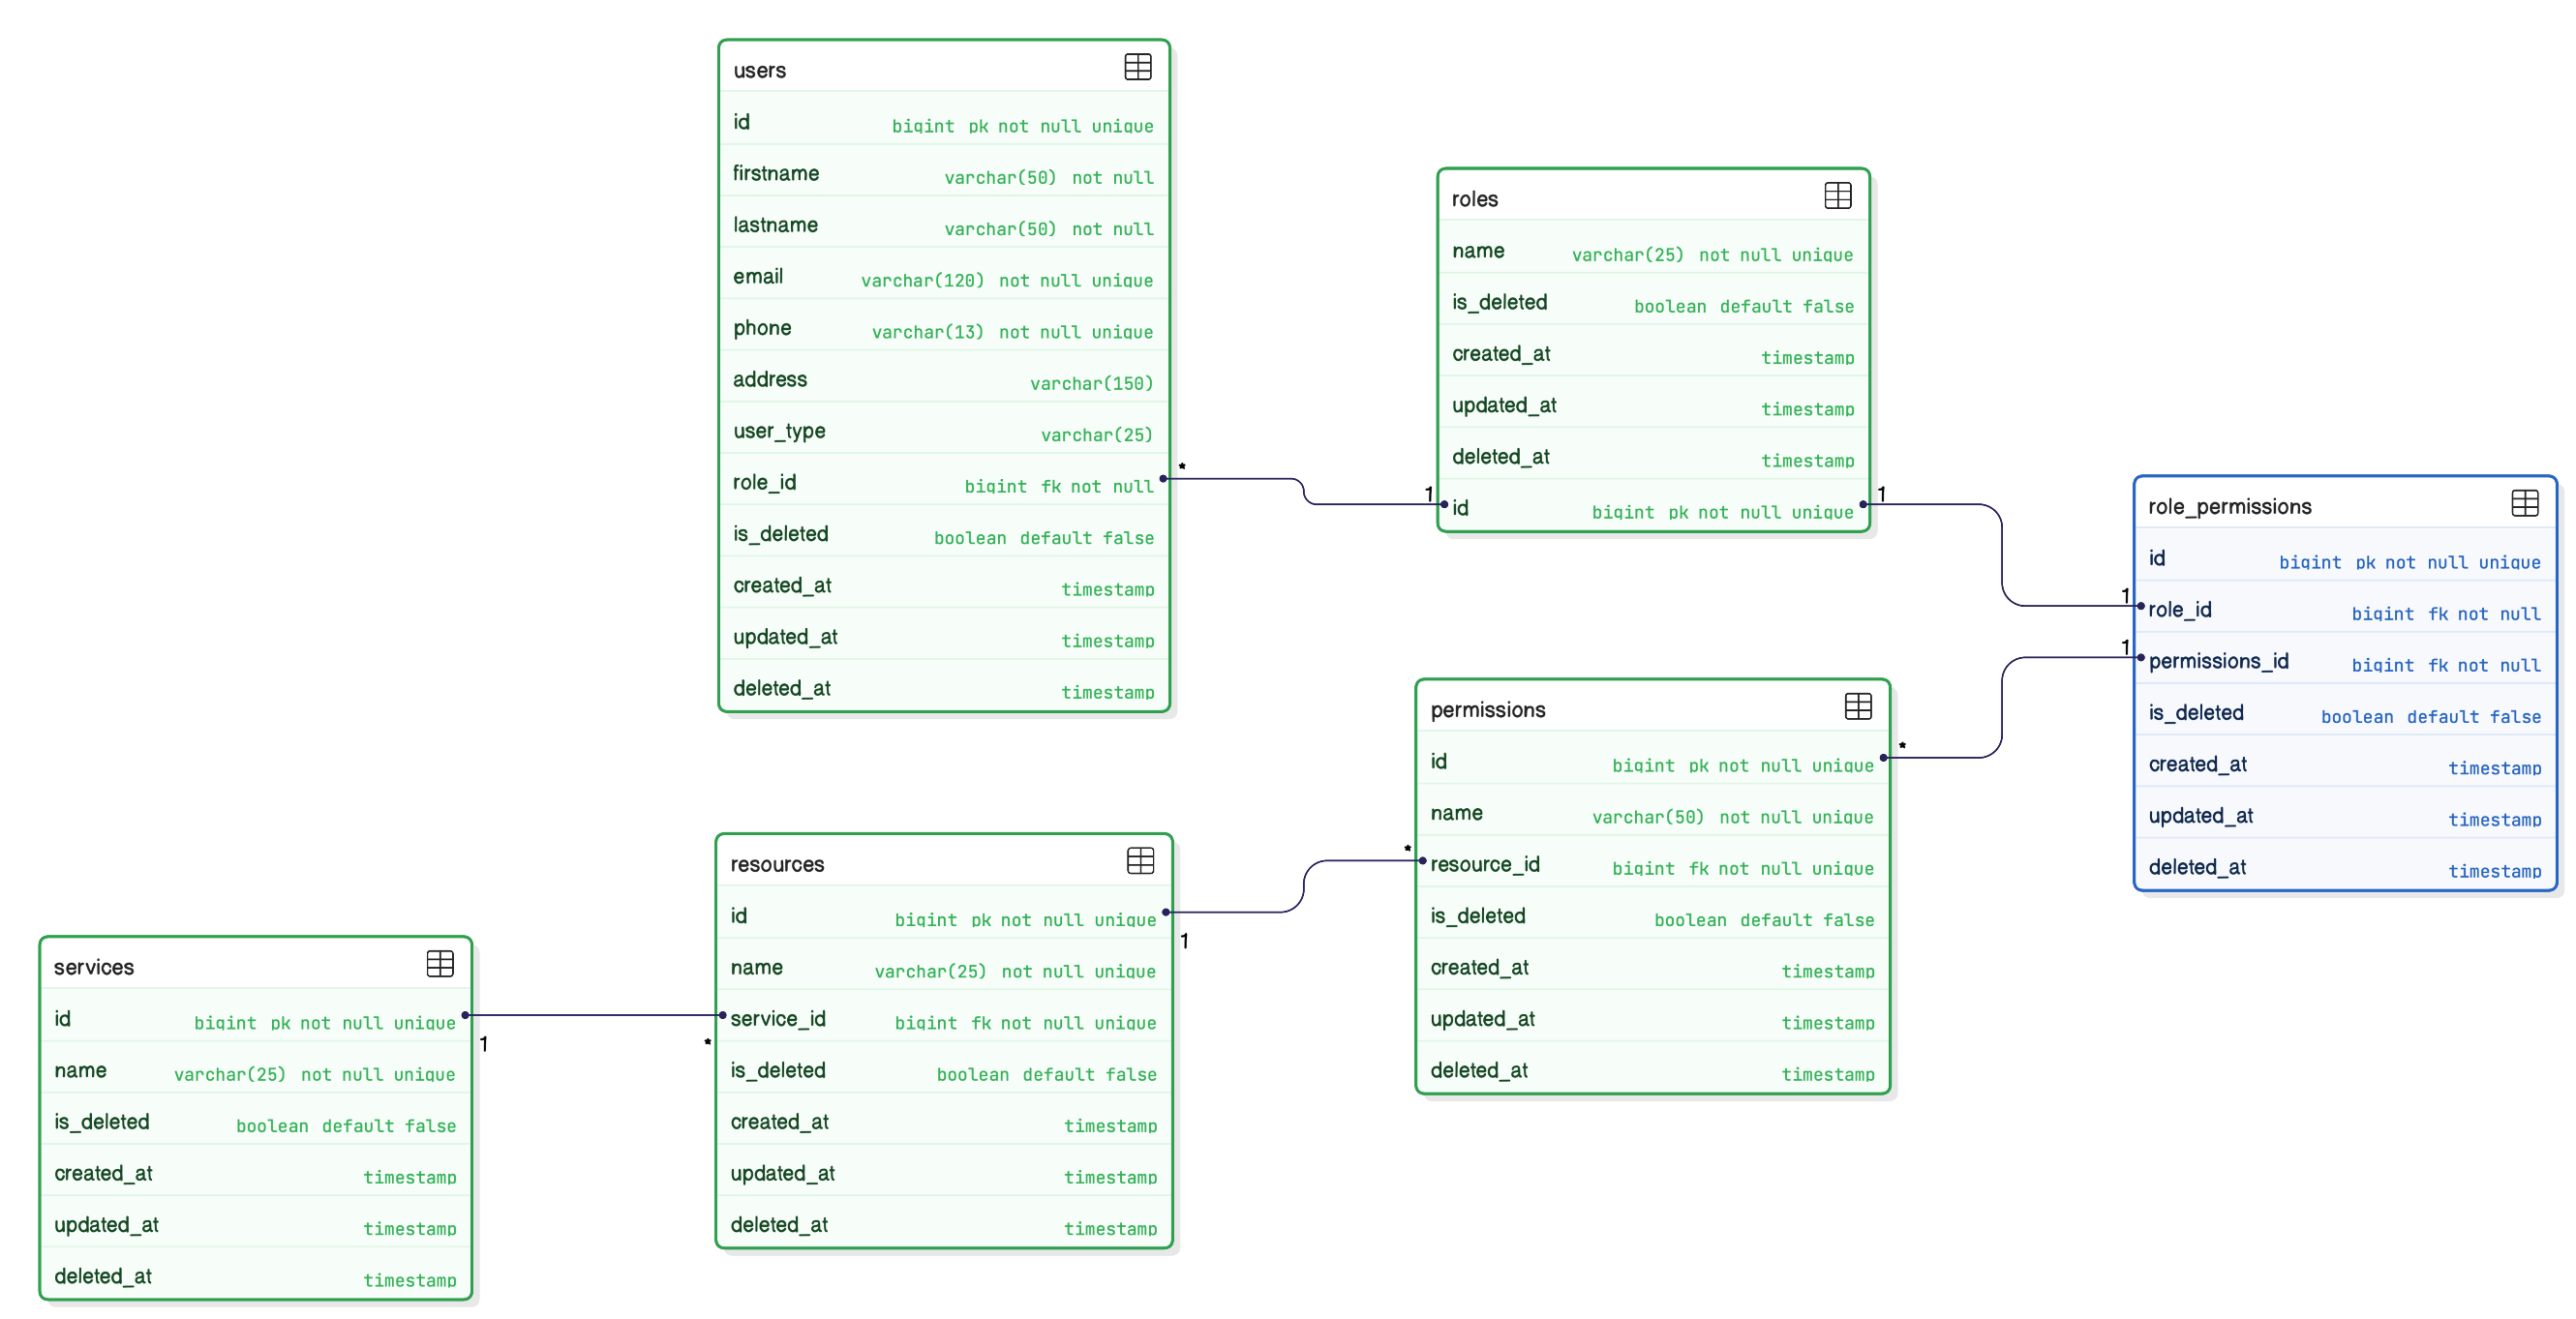 users
id bigint pk not null unique
firstname varchar(50) not null
lastname varchar(50) not null
email varchar(120) not null unique
phone varchar(13) not null unique
address varchar(150)
user_type varchar(25)
role_id bigint fk not null
is_deleted boolean default false
created_at timestamp
updated_at timestamp
deleted_at timestamp
*
1
roles
name varchar(25) not null unique
is_deleted boolean default false
created_at timestamp
updated_at timestamp
deleted_at timestamp
id bigint pk not null unique
1
1
role_permissions
id bigint pk not null unique
role_id bigint fk not null
permissions_id bigint fk not null
is_deleted boolean default false
created_at timestamp
updated_at timestamp
deleted_at timestamp
1
*
permissions
id bigint pk not null unique
name varchar(50) not null unique
resource_id bigint fk not null unique
is_deleted boolean default false
created_at timestamp
updated_at timestamp
deleted_at timestamp
*
1
resources
id bigint pk not null unique
name varchar(25) not null unique
service_id bigint fk not null unique
is_deleted boolean default false
created_at timestamp
updated_at timestamp
deleted_at timestamp
*
1
services
id bigint pk not null unique
name varchar(25) not null unique
is_deleted boolean default false
created_at timestamp
updated_at timestamp
deleted_at timestamp